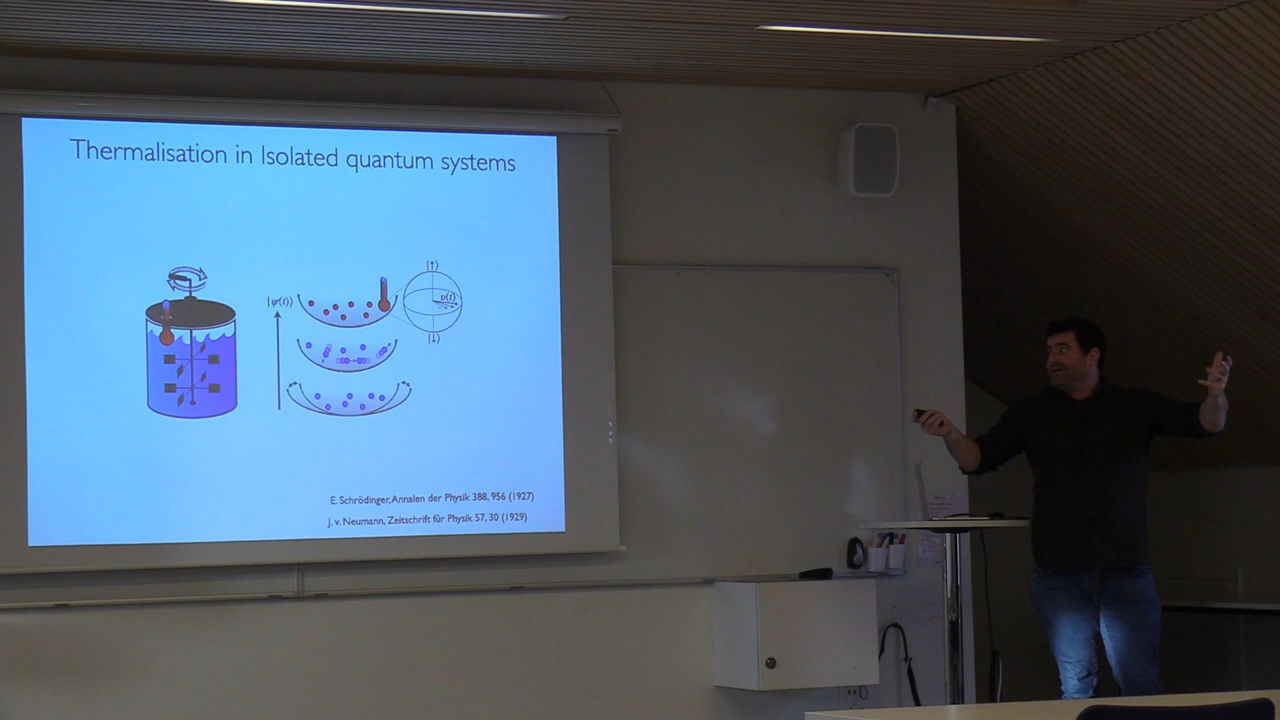 Thermalisation in Isolated quantum systems
|↑⟩
|ψ(t)⟩
υ(t)
|↓⟩
E. Schrödinger, Annalen der Physik 388, 956 (1927)
J. v. Neumann, Zeitschrift für Physik 57, 30 (1929)